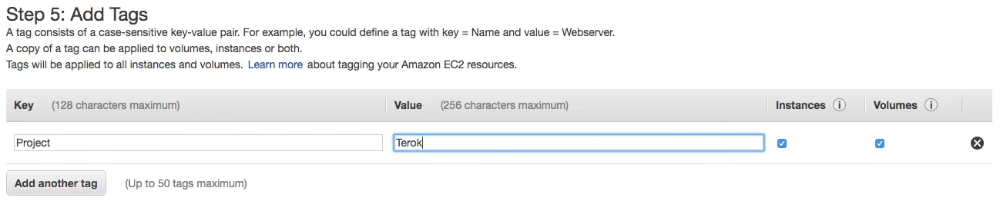 Step 5: Add Tags
A tag consists of a case-sensitive key-value pair. For example, you could define a tag with key = Name and value = Webserver.
A copy of a tag can be applied to volumes, instances or both.
Tags will be applied to all instances and volumes. Learn more about tagging your Amazon EC2 resources.
Key (128 characters maximum) Value (256 characters maximum) Instances i Volumes i
Project Terok
Add another tag (Up to 50 tags maximum)